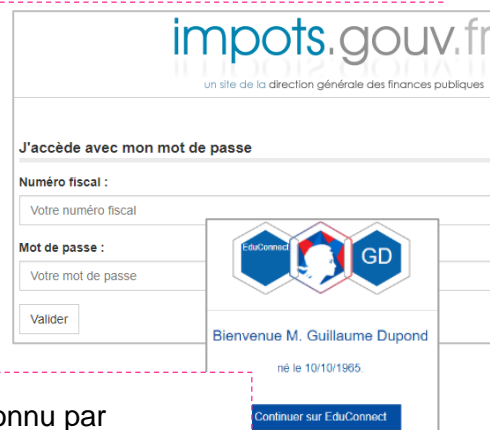 impots.gouv.fr
un site de la direction générale des finances publiques
J'accède avec mon mot de passe
Numéro fiscal :
Votre numéro fiscal
Mot de passe :
Votre mot de passe
Valider
EduConnect
GD
Bienvenue M. Guillaume Dupond
né le 10/10/1965.
Continuer sur EduConnect
onnu par